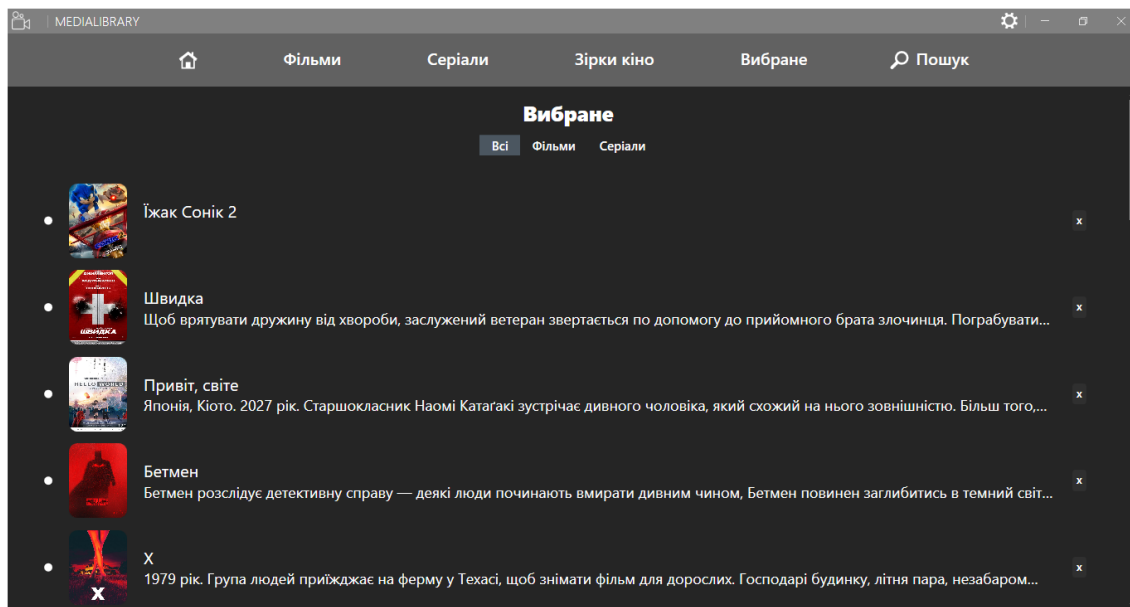 MEDIALIBRARY
Фільми Серіали Зірки кіно Вибране Пошук
Вибране
Всі Фільми Серіали
Їжак Сонік 2
x
ШВИДКА
Швидка
Щоб врятувати дружину від хвороби, заслужений ветеран звертається по допомогу до прийомного брата злочинця. Пограбувати...
x
HELLO WORLD
Привіт, світе
Японія, Кіото. 2027 рік. Старшокласник Наомі Катаґакі зустрічає дивного чоловіка, який схожий на нього зовнішністю. Більш того,...
x
Бетмен
Бетмен розслідує детективну справу — деякі люди починають вмирати дивним чином, Бетмен повинен заглибитись в темний світ...
x
X
X
1979 рік. Група людей приїжджає на ферму у Техасі, щоб знімати фільм для дорослих. Господарі будинку, літня пара, незабаром...
x